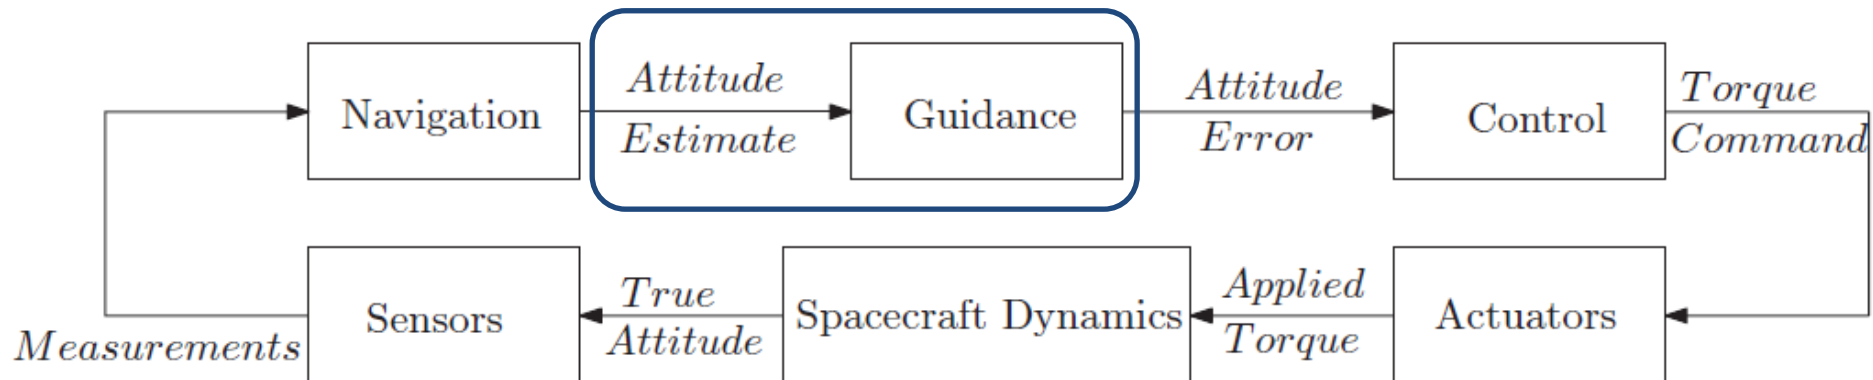 Navigation
Attitude
Estimate
Guidance
Attitude
Error
Control
Torque
Command
Measurements
Sensors
True
Attitude
Spacecraft Dynamics
Applied
Torque
Actuators